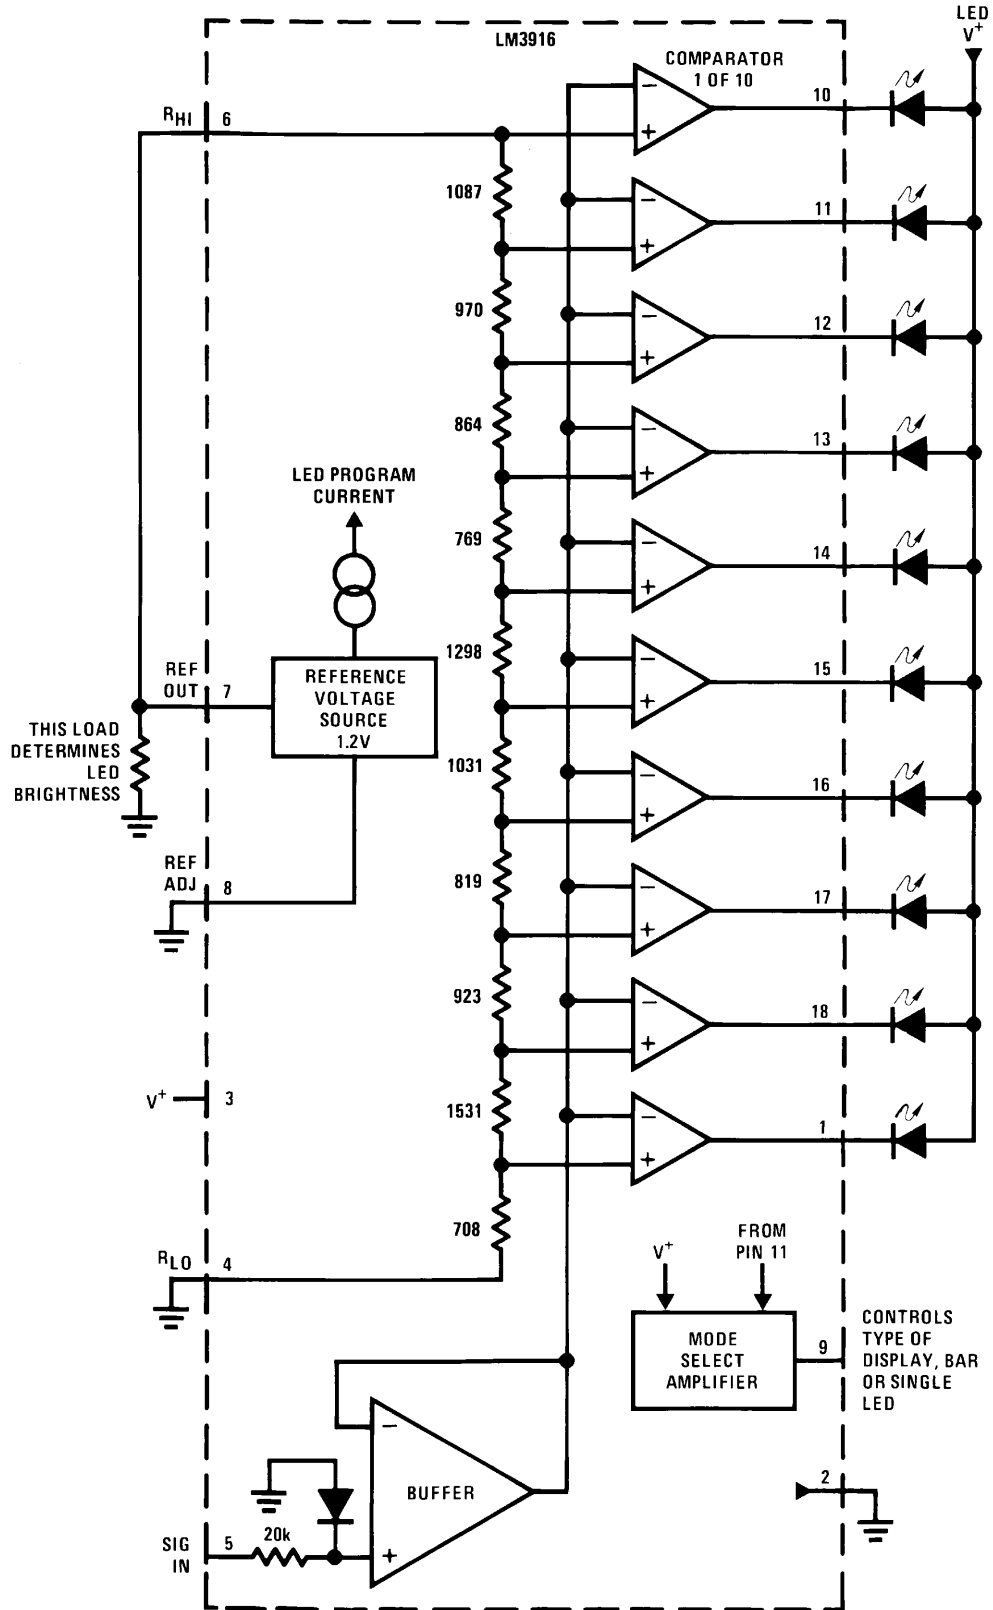 LED
V+
LM3916
COMPARATOR
1 OF 10
10
RHI
6
1087
11
970
12
864
13
LED PROGRAM
CURRENT
769
14
1298
15
REF
OUT
7
REFERENCE
VOLTAGE
SOURCE
1.2V
THIS LOAD
DETERMINES
LED
BRIGHTNESS
1031
16
REF
ADJ
8
819
17
923
18
V+
3
1531
1
708
RLO
4
V+
FROM
PIN 11
MODE
SELECT
AMPLIFIER
9
CONTROLS
TYPE OF
DISPLAY, BAR
OR SINGLE
LED
BUFFER
2
SIG
IN
5
20k
− +
− +
− +
− +
− +
− +
− +
− +
− +
− +
− +